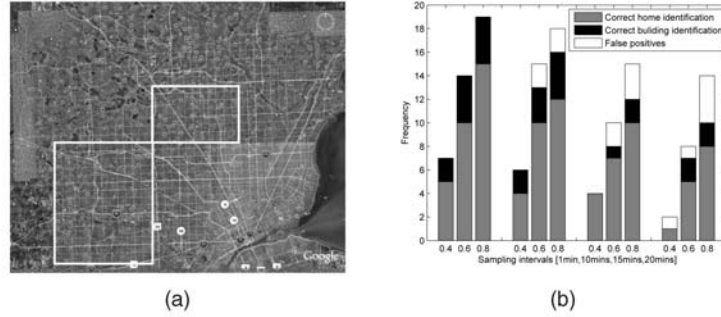 Google
(a)
Correct home identification
Correct buliding identification
False positives
Frequency
20
18
16
14
12
10
8
6
4
2
0
0.4 0.6 0.8 0.4 0.6 0.8 0.4 0.6 0.8 0.4 0.6 0.8
Sampling intervals [1min,10mins,15mins,20mins]
(b)